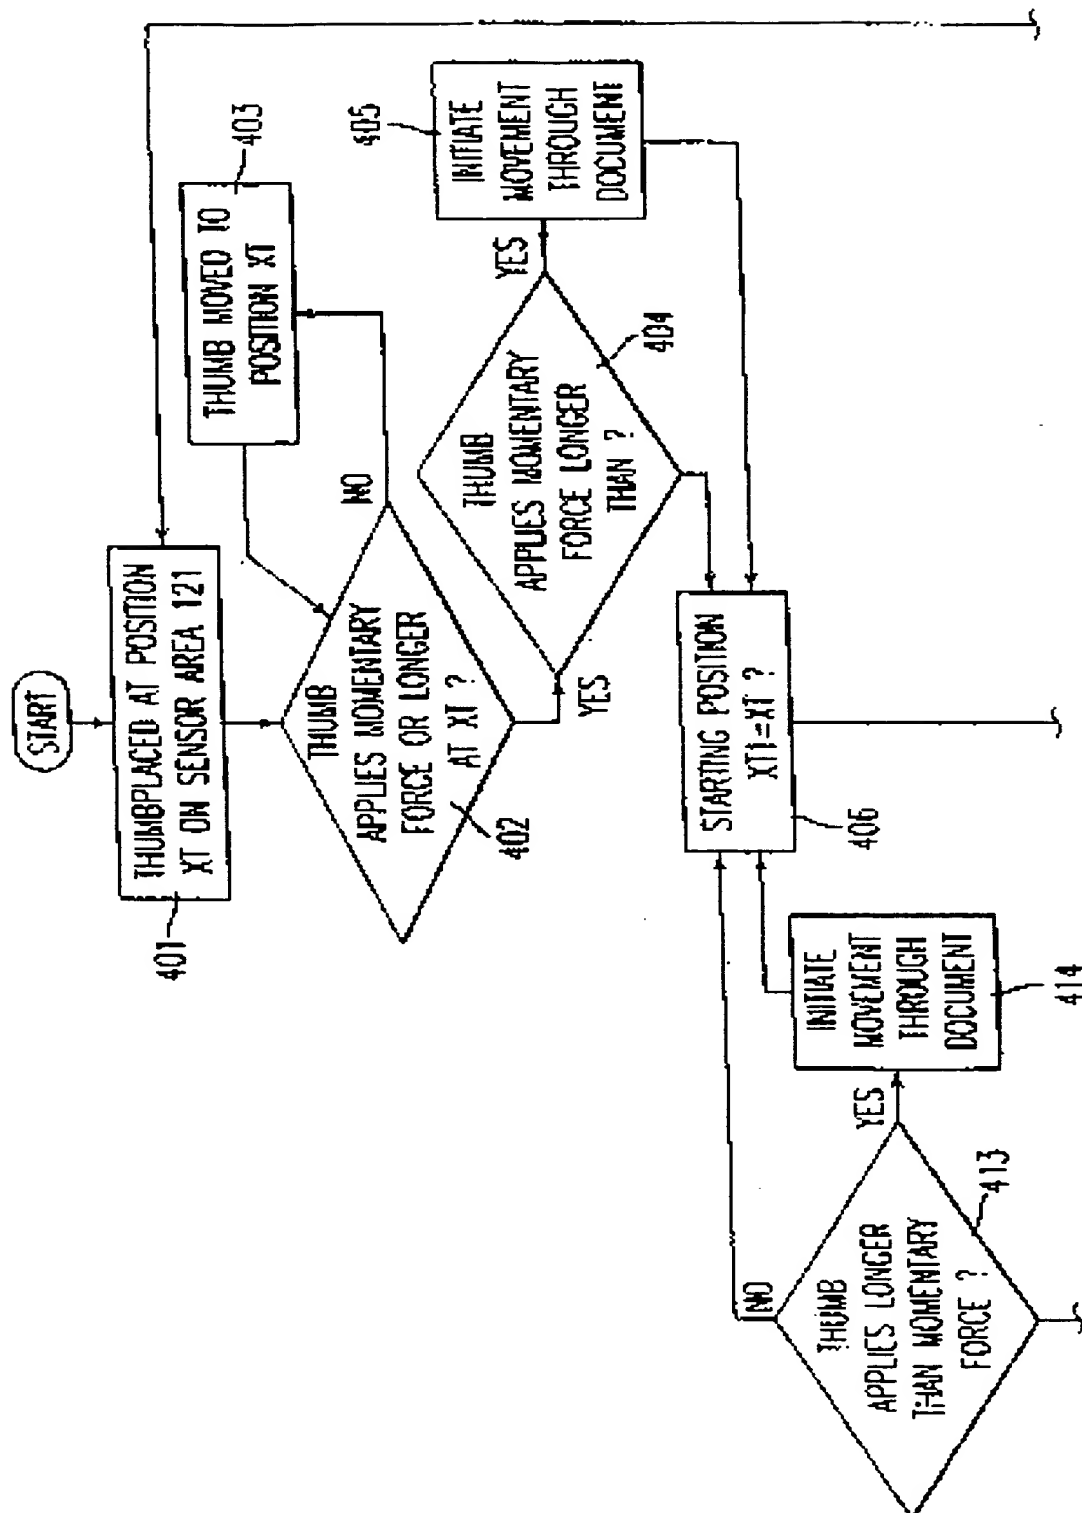 START
THUMBPLACED AT POSITION
XT ON SENSOR AREA 121
401
THUMB
APPLIES MOMENTARY
FORCE OR LONGER
AT XT ?
402
NO
THUMB MOVED TO
POSITION XT
403
YES
THUMB
APPLIES MOMENTARY
FORCE LONGER
THAN ?
404
YES
INITIATE
MOVEMENT
THROUGH
DOCUMENT
405
STARTING POSITION
XT1=XT ?
406
THUMB
APPLIES LONGER
THAN MOMENTARY
FORCE ?
413
NO
YES
INITIATE
MOVEMENT
THROUGH
DOCUMENT
414